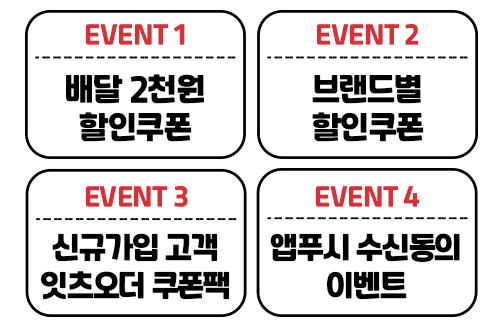 EVENT 1
배달 2천원
할인쿠폰
EVENT 2
브랜드별
할인쿠폰
EVENT 3
신규가입 고객
잇츠오더 쿠폰팩
EVENT 4
앱푸시 수신동의
이벤트